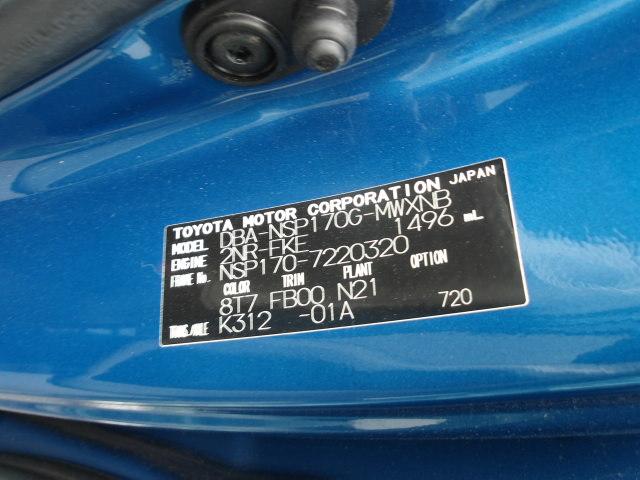 TOYOTA MOTOR CORPORATION JAPAN
MODEL DBA-NSP170G-MWXNB
ENGINE 2NR-FKE 1496 mL
FRAME No. NSP170-7220320
COLOR TRIM PLANT OPTION
8T7 FB00 N21
TRANS/AXLE K312 -01A 720